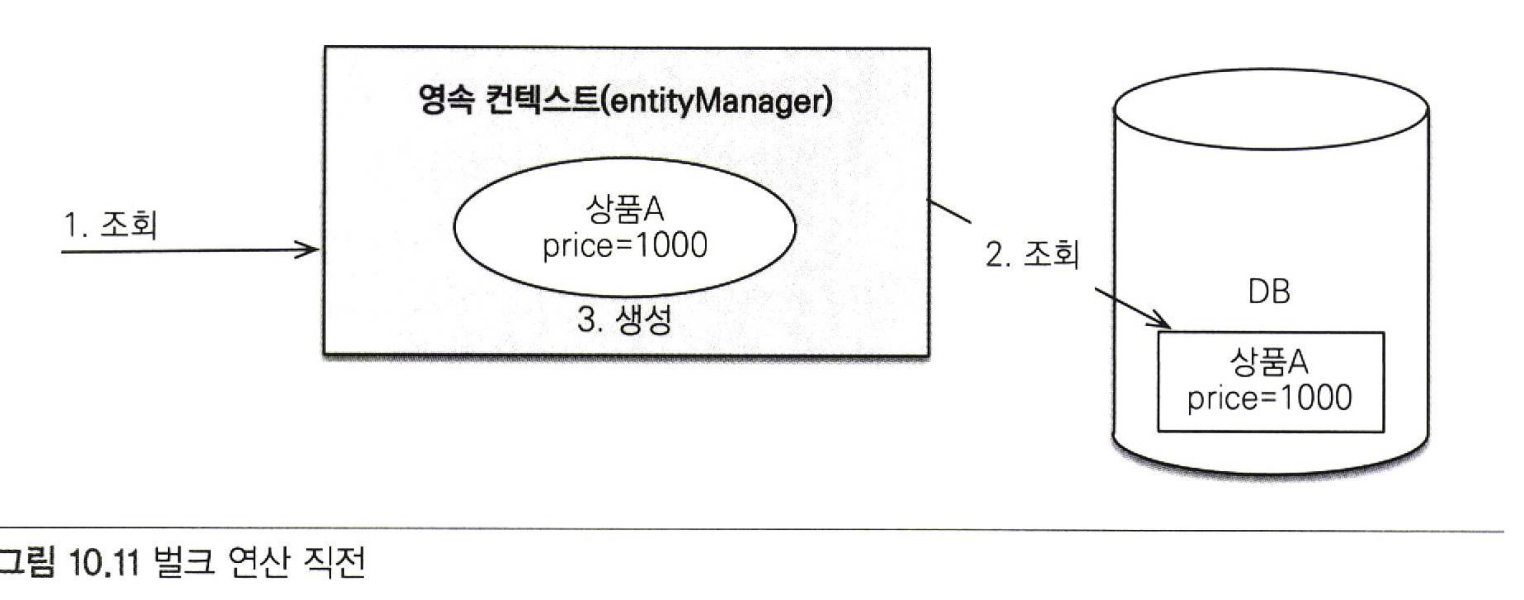 영속 컨텍스트(entityManager)
1. 조회
상품A
price=1000
3. 생성
2. 조회
DB
상품A
price=1000
그림 10.11 벌크 연산 직전